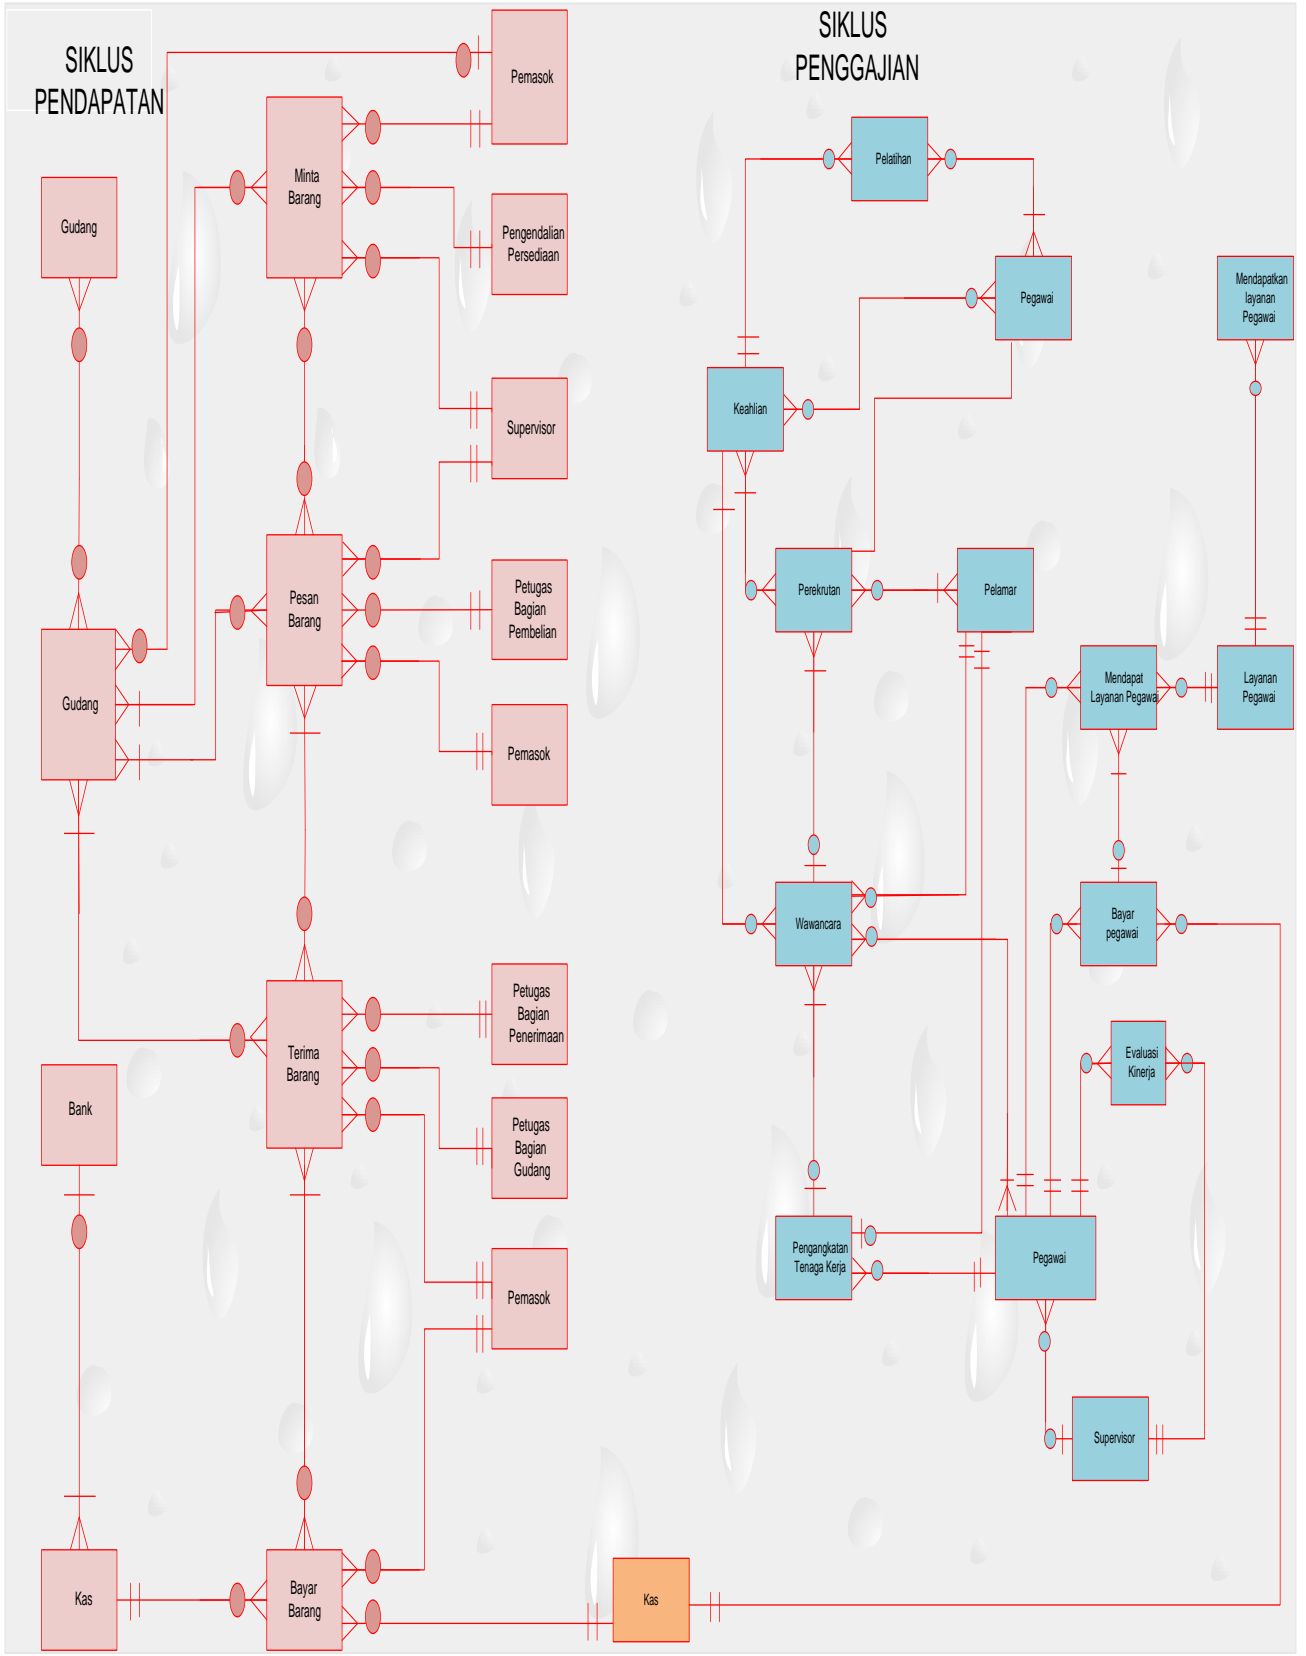 SIKLUS
PENDAPATAN
SIKLUS
PENGGAJIAN
Pemasok
Minta
Barang
Gudang
Pengendalian
Persediaan
Supervisor
Pesan
Barang
Petugas
Bagian
Pembelian
Gudang
Pemasok
Petugas
Bagian
Penerimaan
Terima
Barang
Bank
Petugas
Bagian
Gudang
Pemasok
Kas
Bayar
Barang
Kas
Pelatihan
Pegawai
Mendapatkan
layanan
Pegawai
Keahlian
Perekrutan
Pelamar
Mendapat
Layanan Pegawai
Layanan
Pegawai
Wawancara
Bayar
pegawai
Evaluasi
Kinerja
Pengangkatan
Tenaga Kerja
Pegawai
Supervisor